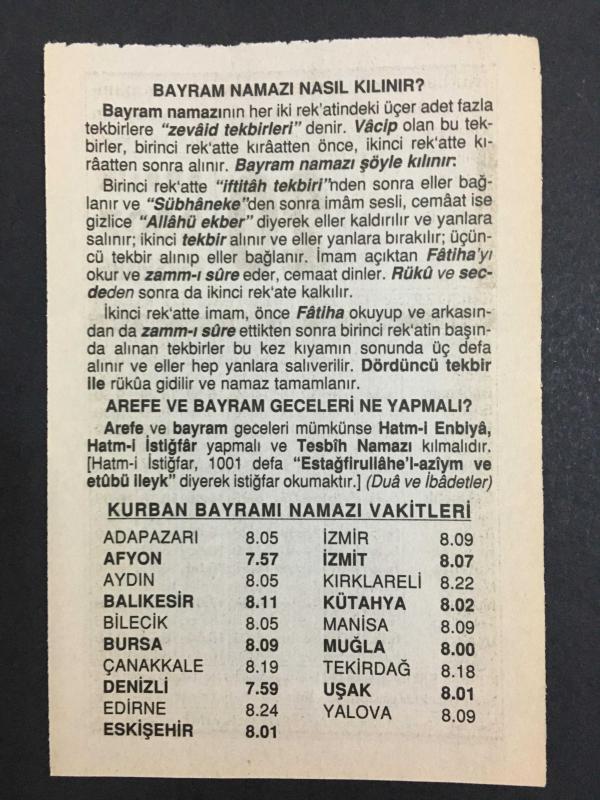 BAYRAM NAMAZI NASIL KILINIR?
Bayram namazının her iki rek'atindeki üçer adet fazla
tekbirlere "zevâid tekbirleri" denir. Vâcip olan bu tek-
birler, birinci rek'atte kırâatten önce, ikinci rek'atte kı-
râatten sonra alınır. Bayram namazı şöyle kılınır:
Birinci rek'atte "iftitâh tekbiri"nden sonra eller bağ-
lanır ve "Sübhâneke"den sonra imâm sesli, cemâat ise
gizlice "Allâhü ekber" diyerek eller kaldırılır ve yanlara
salınır; ikinci tekbir alınır ve eller yanlara bırakılır; üçün-
cü tekbir alınıp eller bağlanır. İmam açıktan Fâtiha'yı
okur ve zamm-ı sûre eder, cemaat dinler. Rükû ve sec-
deden sonra da ikinci rek'ate kalkılır.
İkinci rek'atte imam, önce Fâtiha okuyup ve arkasın-
dan da zamm-ı sûre ettikten sonra birinci rek'atin başın-
da alınan tekbirler bu kez kıyamın sonunda üç defa
alınır ve eller hep yanlara salıverilir. Dördüncü tekbir
ile rükûa gidilir ve namaz tamamlanır.
AREFE VE BAYRAM GECELERİ NE YAPMALI?
Arefe ve bayram geceleri mümkünse Hatm-i Enbiyâ,
Hatm-i İstiğfâr yapmalı ve Tesbîh Namazı kılmalıdır.
[Hatm-i İstiğfar, 1001 defa "Estağfirullâhe'l-azîym ve
etûbü ileyk" diyerek istiğfar okumaktır.] (Duâ ve İbâdetler)
KURBAN BAYRAMI NAMAZI VAKİTLERİ
ADAPAZARI 8.05
AFYON 7.57
AYDIN 8.05
BALIKESİR 8.11
BİLECİK 8.05
BURSA 8.09
ÇANAKKALE 8.19
DENİZLİ 7.59
EDİRNE 8.24
ESKİŞEHİR 8.01
İZMİR 8.09
İZMİT 8.07
KIRKLARELİ 8.22
KÜTAHYA 8.02
MANİSA 8.09
MUĞLA 8.00
TEKİRDAĞ 8.18
UŞAK 8.01
YALOVA 8.09